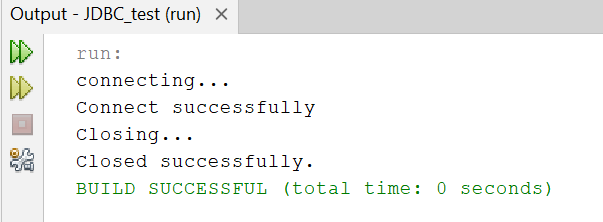 Output - JDBC_test (run) ×
run:
connecting...
Connect successfully
Closing...
Closed successfully.
BUILD SUCCESSFUL (total time: 0 seconds)